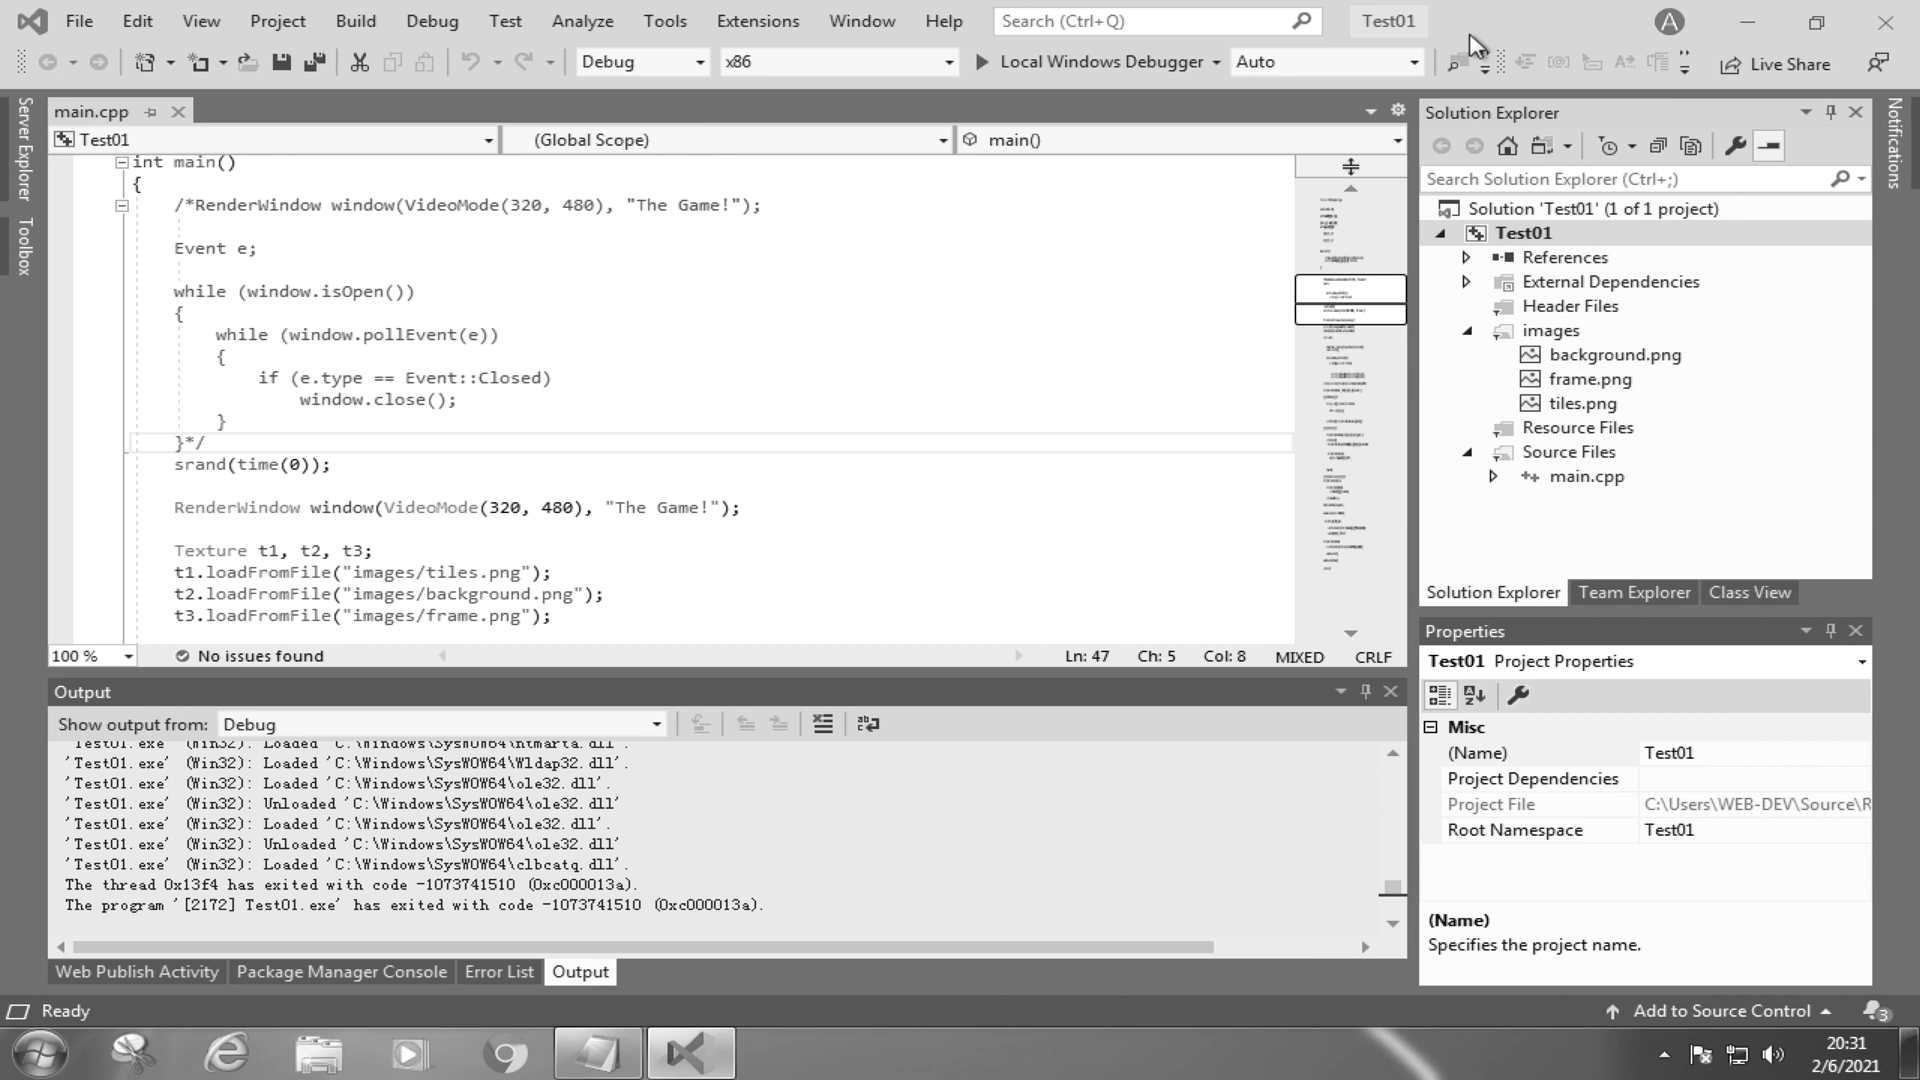 File Edit View Project Build Debug Test Analyze Tools Extensions Window Help Search (Ctrl+Q) Test01 A
Debug x86 Local Windows Debugger Auto Live Share
Server Explorer
Toolbox
main.cpp
Test01 (Global Scope) main()
int main()
{
/*RenderWindow window(VideoMode(320, 480), "The Game!");
Event e;
while (window.isOpen())
{
while (window.pollEvent(e))
{
if (e.type == Event::Closed)
window.close();
}
}*/
srand(time(0));
RenderWindow window(VideoMode(320, 480), "The Game!");
Texture t1, t2, t3;
t1.loadFromFile("images/tiles.png");
t2.loadFromFile("images/background.png");
t3.loadFromFile("images/frame.png");
100 % No issues found Ln: 47 Ch: 5 Col: 8 MIXED CRLF
Output
Show output from: Debug
'Test01.exe' (Win32): Loaded 'C:\Windows\SysWOW64\ntmarta.dll'.
'Test01.exe' (Win32): Loaded 'C:\Windows\SysWOW64\Wldap32.dll'.
'Test01.exe' (Win32): Loaded 'C:\Windows\SysWOW64\ole32.dll'.
'Test01.exe' (Win32): Unloaded 'C:\Windows\SysWOW64\ole32.dll'
'Test01.exe' (Win32): Loaded 'C:\Windows\SysWOW64\ole32.dll'.
'Test01.exe' (Win32): Unloaded 'C:\Windows\SysWOW64\ole32.dll'
'Test01.exe' (Win32): Loaded 'C:\Windows\SysWOW64\clbcatq.dll'.
The thread 0x13f4 has exited with code -1073741510 (0xc000013a).
The program '[2172] Test01.exe' has exited with code -1073741510 (0xc000013a).
Web Publish Activity Package Manager Console Error List Output
Solution Explorer
Search Solution Explorer (Ctrl+;)
Solution 'Test01' (1 of 1 project)
Test01
References
External Dependencies
Header Files
images
background.png
frame.png
tiles.png
Resource Files
Source Files
main.cpp
Solution Explorer Team Explorer Class View
Properties
Test01 Project Properties
Misc
(Name) Test01
Project Dependencies
Project File C:\Users\WEB-DEV\Source\R
Root Namespace Test01
(Name)
Specifies the project name.
Notifications
Ready Add to Source Control 3
20:31
2/6/2021